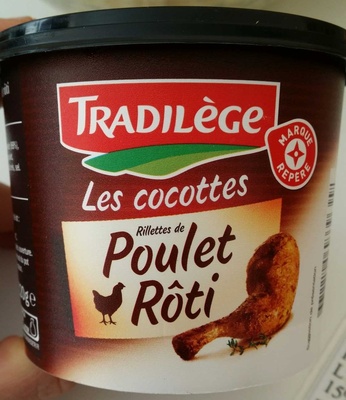 TRADILÈGE
MARQUE
REPÈRE
Les cocottes
Rillettes de
Poulet
Rôti